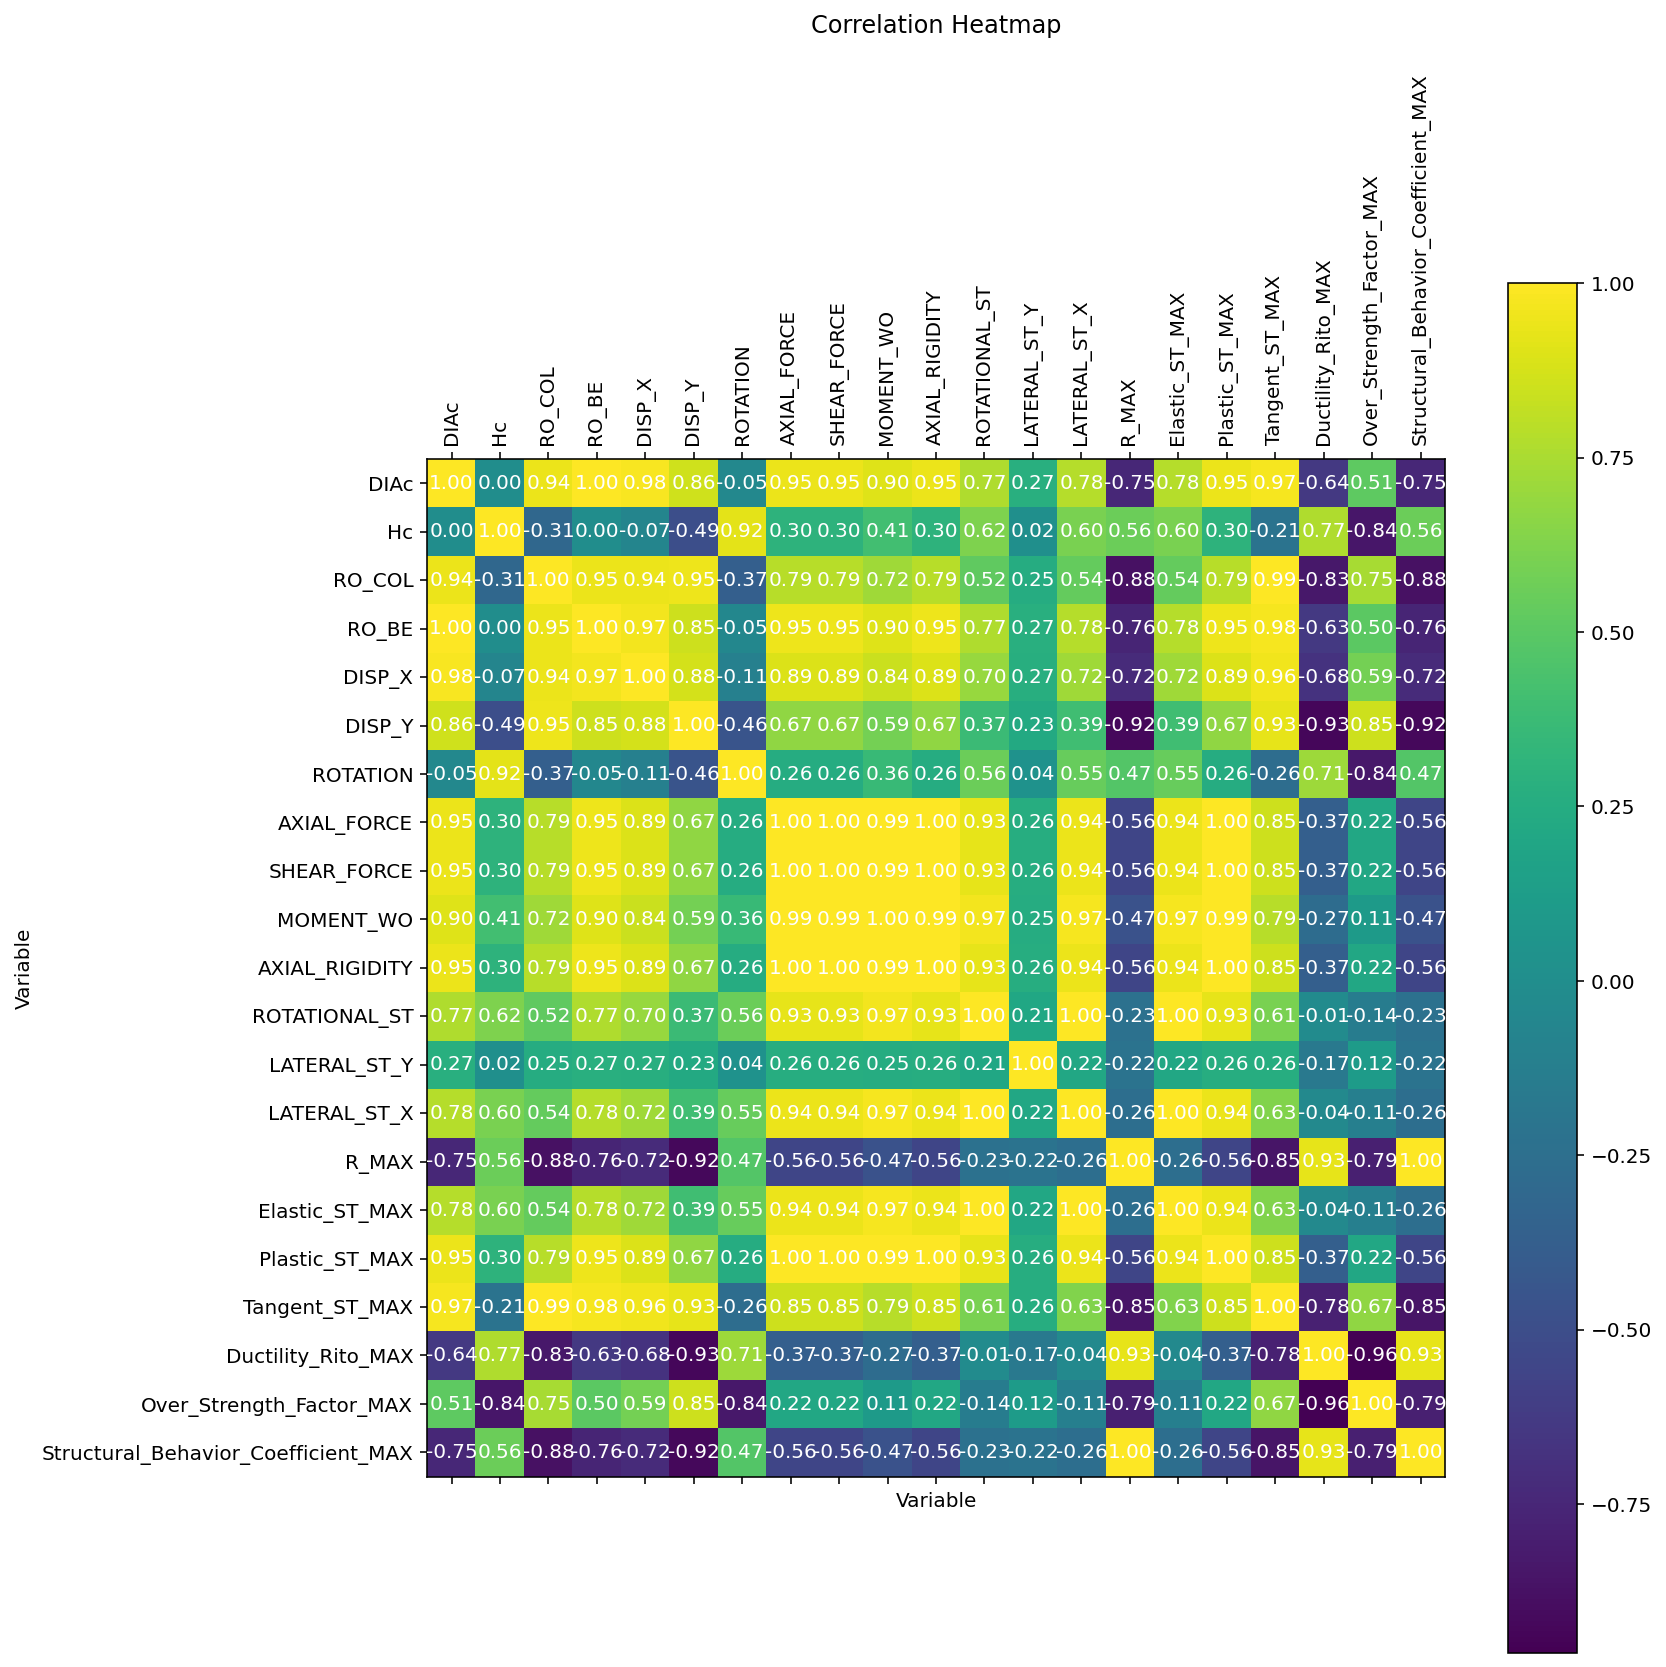 Correlation Heatmap
DIAc
Hc
RO_COL
RO_BE
DISP_X
DISP_Y
ROTATION
AXIAL_FORCE
SHEAR_FORCE
MOMENT_WO
AXIAL_RIGIDITY
ROTATIONAL_ST
LATERAL_ST_Y
LATERAL_ST_X
R_MAX
Elastic_ST_MAX
Plastic_ST_MAX
Tangent_ST_MAX
Ductility_Rito_MAX
Over_Strength_Factor_MAX
Structural_Behavior_Coefficient_MAX
Variable
DIAc 1.00 0.00 0.94 1.00 0.98 0.86 -0.05 0.95 0.95 0.90 0.95 0.77 0.27 0.78 -0.75 0.78 0.95 0.97 -0.64 0.51 -0.75
Hc 0.00 1.00 -0.31 0.00 -0.07 -0.49 0.92 0.30 0.30 0.41 0.30 0.62 0.02 0.60 0.56 0.60 0.30 -0.21 0.77 -0.84 0.56
RO_COL 0.94 -0.31 1.00 0.95 0.94 0.95 -0.37 0.79 0.79 0.72 0.79 0.52 0.25 0.54 -0.88 0.54 0.79 0.99 -0.83 0.75 -0.88
RO_BE 1.00 0.00 0.95 1.00 0.97 0.85 -0.05 0.95 0.95 0.90 0.95 0.77 0.27 0.78 -0.76 0.78 0.95 0.98 -0.63 0.50 -0.76
DISP_X 0.98 -0.07 0.94 0.97 1.00 0.88 -0.11 0.89 0.89 0.84 0.89 0.70 0.27 0.72 -0.72 0.72 0.89 0.96 -0.68 0.59 -0.72
DISP_Y 0.86 -0.49 0.95 0.85 0.88 1.00 -0.46 0.67 0.67 0.59 0.67 0.37 0.23 0.39 -0.92 0.39 0.67 0.93 -0.93 0.85 -0.92
ROTATION -0.05 0.92 -0.37 -0.05 -0.11 -0.46 1.00 0.26 0.26 0.36 0.26 0.56 0.04 0.55 0.47 0.55 0.26 -0.26 0.71 -0.84 0.47
AXIAL_FORCE 0.95 0.30 0.79 0.95 0.89 0.67 0.26 1.00 1.00 0.99 1.00 0.93 0.26 0.94 -0.56 0.94 1.00 0.85 -0.37 0.22 -0.56
SHEAR_FORCE 0.95 0.30 0.79 0.95 0.89 0.67 0.26 1.00 1.00 0.99 1.00 0.93 0.26 0.94 -0.56 0.94 1.00 0.85 -0.37 0.22 -0.56
MOMENT_WO 0.90 0.41 0.72 0.90 0.84 0.59 0.36 0.99 0.99 1.00 0.99 0.97 0.25 0.97 -0.47 0.97 0.99 0.79 -0.27 0.11 -0.47
AXIAL_RIGIDITY 0.95 0.30 0.79 0.95 0.89 0.67 0.26 1.00 1.00 0.99 1.00 0.93 0.26 0.94 -0.56 0.94 1.00 0.85 -0.37 0.22 -0.56
ROTATIONAL_ST 0.77 0.62 0.52 0.77 0.70 0.37 0.56 0.93 0.93 0.97 0.93 1.00 0.21 1.00 -0.23 1.00 0.93 0.61 -0.01 -0.14 -0.23
LATERAL_ST_Y 0.27 0.02 0.25 0.27 0.27 0.23 0.04 0.26 0.26 0.25 0.26 0.21 1.00 0.22 -0.22 0.22 0.26 0.26 -0.17 0.12 -0.22
LATERAL_ST_X 0.78 0.60 0.54 0.78 0.72 0.39 0.55 0.94 0.94 0.97 0.94 1.00 0.22 1.00 -0.26 1.00 0.94 0.63 -0.04 -0.11 -0.26
R_MAX -0.75 0.56 -0.88 -0.76 -0.72 -0.92 0.47 -0.56 -0.56 -0.47 -0.56 -0.23 -0.22 -0.26 1.00 -0.26 -0.56 -0.85 0.93 -0.79 1.00
Elastic_ST_MAX 0.78 0.60 0.54 0.78 0.72 0.39 0.55 0.94 0.94 0.97 0.94 1.00 0.22 1.00 -0.26 1.00 0.94 0.63 -0.04 -0.11 -0.26
Plastic_ST_MAX 0.95 0.30 0.79 0.95 0.89 0.67 0.26 1.00 1.00 0.99 1.00 0.93 0.26 0.94 -0.56 0.94 1.00 0.85 -0.37 0.22 -0.56
Tangent_ST_MAX 0.97 -0.21 0.99 0.98 0.96 0.93 -0.26 0.85 0.85 0.79 0.85 0.61 0.26 0.63 -0.85 0.63 0.85 1.00 -0.78 0.67 -0.85
Ductility_Rito_MAX -0.64 0.77 -0.83 -0.63 -0.68 -0.93 0.71 -0.37 -0.37 -0.27 -0.37 -0.01 -0.17 -0.04 0.93 -0.04 -0.37 -0.78 1.00 -0.96 0.93
Over_Strength_Factor_MAX 0.51 -0.84 0.75 0.50 0.59 0.85 -0.84 0.22 0.22 0.11 0.22 -0.14 0.12 -0.11 -0.79 -0.11 0.22 0.67 -0.96 1.00 -0.79
Structural_Behavior_Coefficient_MAX -0.75 0.56 -0.88 -0.76 -0.72 -0.92 0.47 -0.56 -0.56 -0.47 -0.56 -0.23 -0.22 -0.26 1.00 -0.26 -0.56 -0.85 0.93 -0.79 1.00
Variable
1.00
0.75
0.50
0.25
0.00
−0.25
−0.50
−0.75